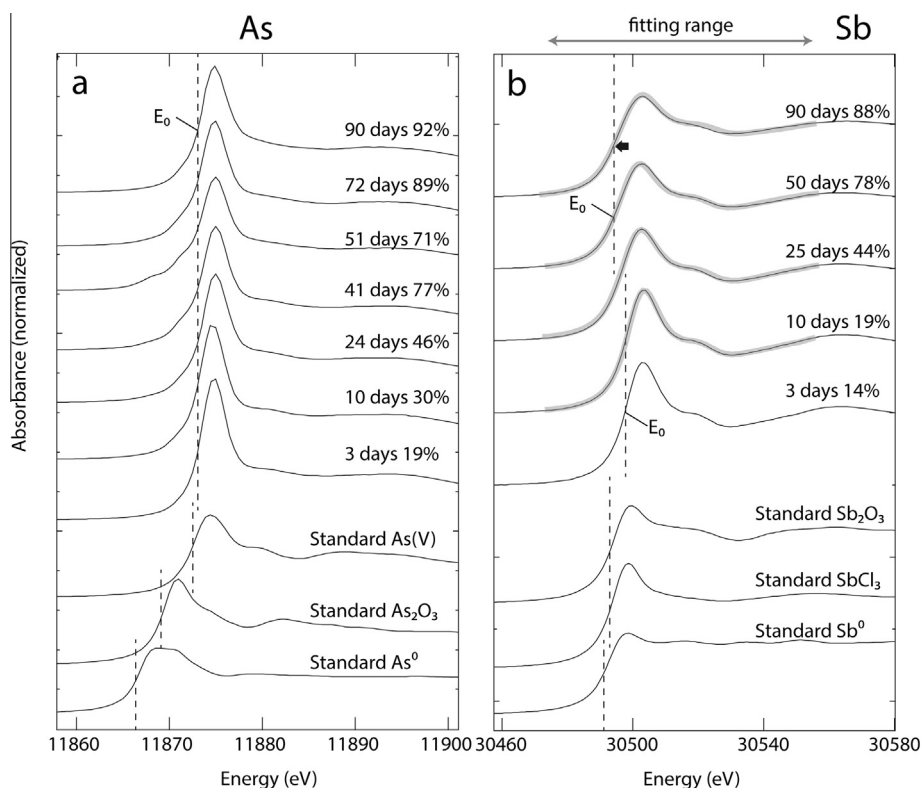 As
fitting range
Sb
a
b
E₀
90 days 92%
72 days 89%
51 days 71%
41 days 77%
24 days 46%
10 days 30%
3 days 19%
Standard As(V)
Standard As₂O₃
Standard As⁰
90 days 88%
E₀
50 days 78%
25 days 44%
10 days 19%
3 days 14%
E₀
Standard Sb₂O₃
Standard SbCl₃
Standard Sb⁰
Absorbance (normalized)
11860 11870 11880 11890 11900
30460 30500 30540 30580
Energy (eV)
Energy (eV)